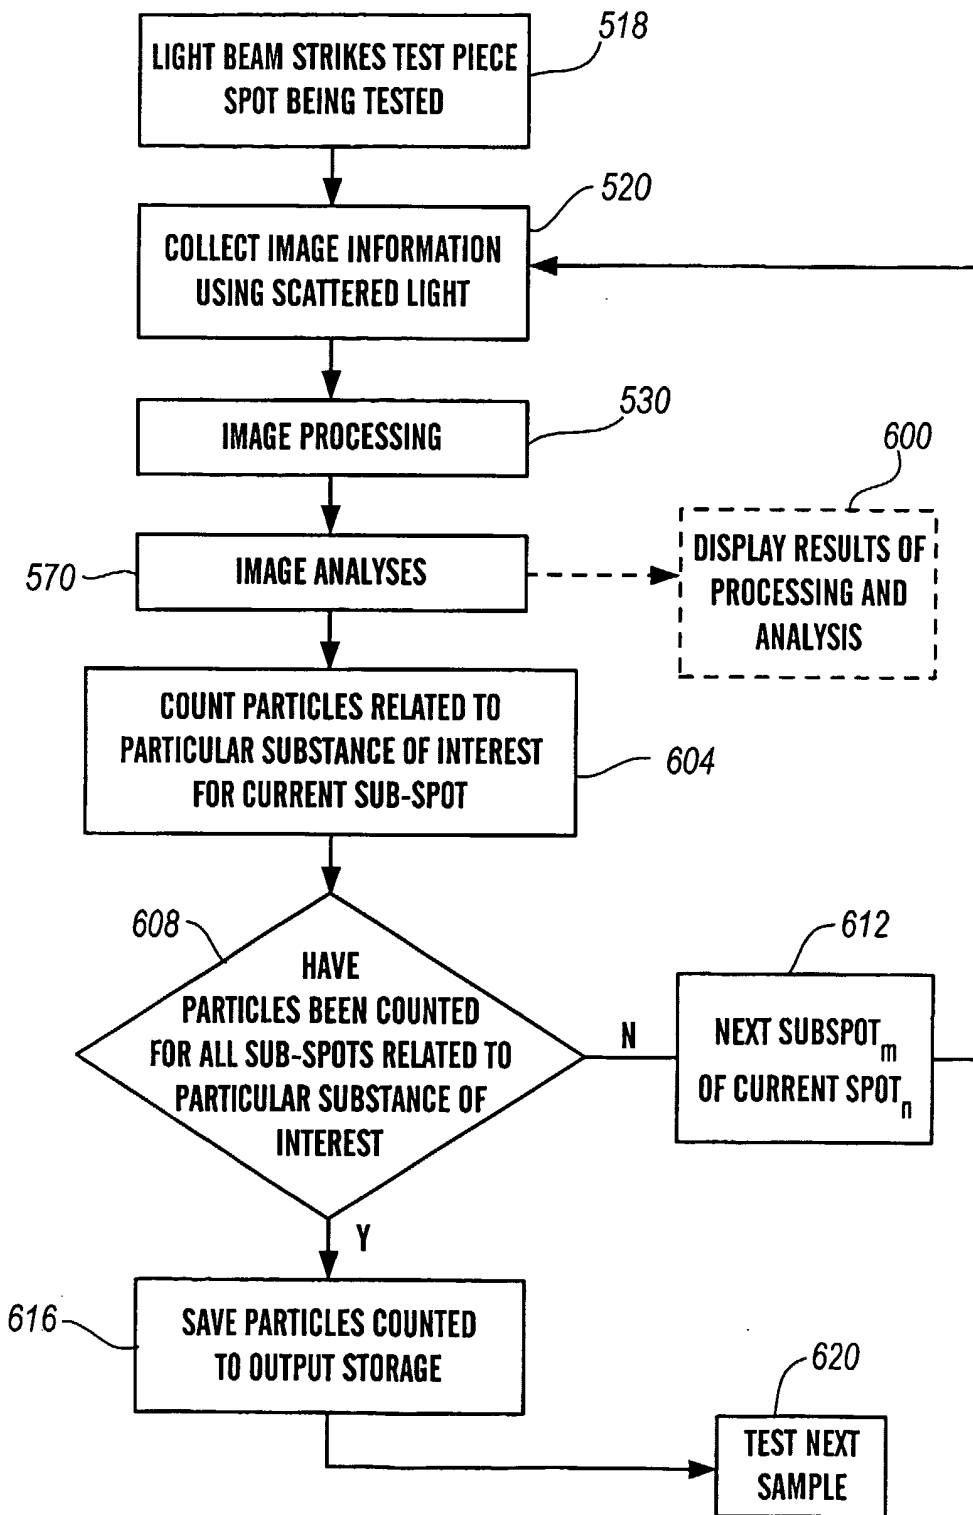 518
LIGHT BEAM STRIKES TEST PIECE
SPOT BEING TESTED
520
COLLECT IMAGE INFORMATION
USING SCATTERED LIGHT
530
IMAGE PROCESSING
600
570
IMAGE ANALYSES
DISPLAY RESULTS OF
PROCESSING AND
ANALYSIS
COUNT PARTICLES RELATED TO
PARTICULAR SUBSTANCE OF INTEREST
FOR CURRENT SUB-SPOT
604
608
HAVE
PARTICLES BEEN COUNTED
FOR ALL SUB-SPOTS RELATED TO
PARTICULAR SUBSTANCE OF
INTEREST
N
612
NEXT SUBSPOTm
OF CURRENT SPOTn
Y
616
SAVE PARTICLES COUNTED
TO OUTPUT STORAGE
620
TEST NEXT
SAMPLE